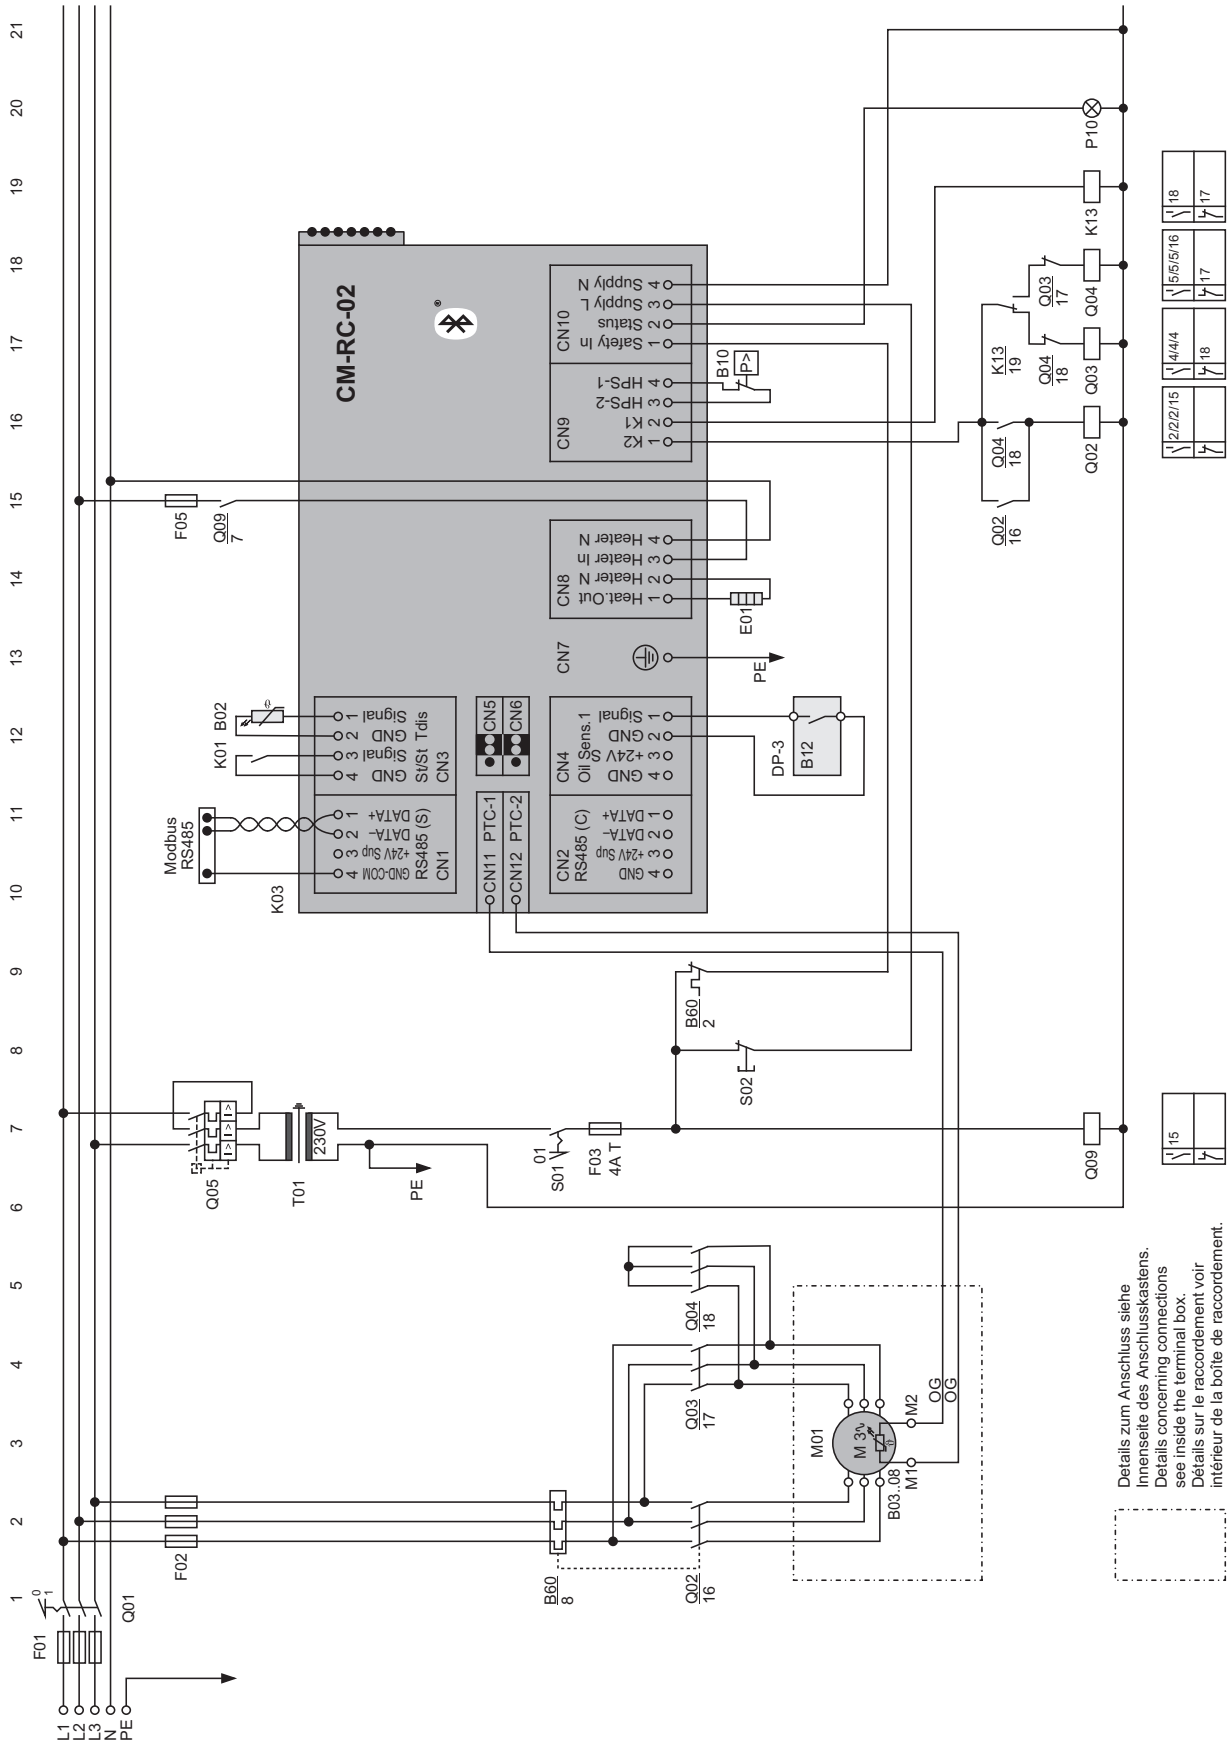 1 2 3 4 5 6 7 8 9 10 11 12 13 14 15 16 17 18 19 20 21
L1
L2
L3
N
PE
F01
0
1
Q01
F02
B60
8
Q02
16
Q03
17
Q04
18
M01
M 3~
B03..08
M1
M2
OG
OG
Q05
I> I> I>
T01
230V
PE
01
S01
F03
4A T
S02
B60
2
Q09
Modbus
RS485
K03
K01
B02
F05
Q09
7
CM-RC-02
®
4 3 2 1
GND-COM
+24V Sup
DATA-
DATA+
RS485 (S)
CN1
4 3 2 1
GND
Signal
GND
Signal
St/St Tdis
CN3
CN11 PTC-1
CN12 PTC-2
CN5
CN6
CN2
RS485 (C)
GND
+24V Sup
DATA-
DATA+
4 3 2 1
CN4
Oil Sens.1
GND
+24V S
GND
Signal
4 3 2 1
CN7
PE
CN8
Heat.Out
Heater N
Heater In
Heater N
1 2 3 4
CN9
K2
K1
HPS-2
HPS-1
1 2 3 4
CN10
Safety In
Status
Supply L
Supply N
1 2 3 4
DP-3
B12
E01
B10
P>
Q02
16
Q04
18
K13
19
Q04
18
Q03
17
Q02
Q03
Q04
K13
P10
15
2/2/2/15
4/4/4
18
5/5/5/16
17
18
17
Details zum Anschluss siehe
Innenseite des Anschlusskastens.
Details concerning connections
see inside the terminal box.
Détails sur le raccordement voir
intérieur de la boîte de raccordement.